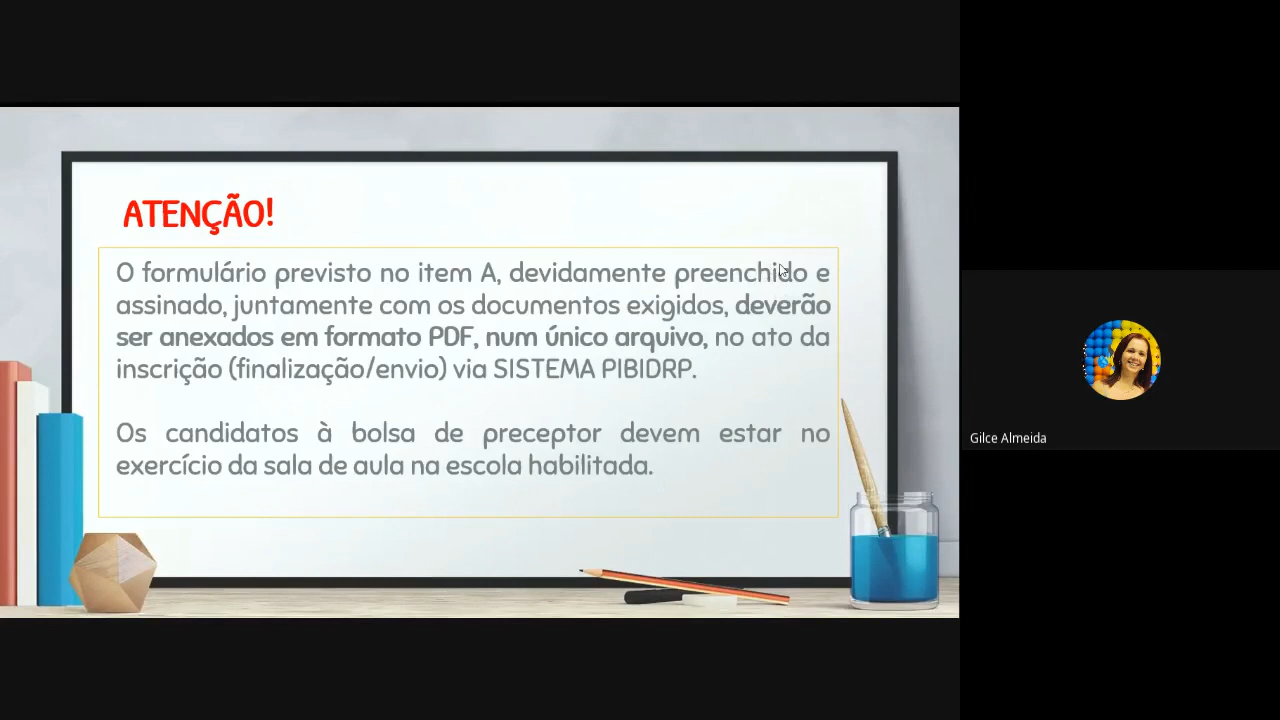 ATENÇÃO!
O formulário previsto no item A, devidamente preenchido e
assinado, juntamente com os documentos exigidos, deverão
ser anexados em formato PDF, num único arquivo, no ato da
inscrição (finalização/envio) via SISTEMA PIBIDRP.
Os candidatos à bolsa de preceptor devem estar no
exercício da sala de aula na escola habilitada.
Gilce Almeida